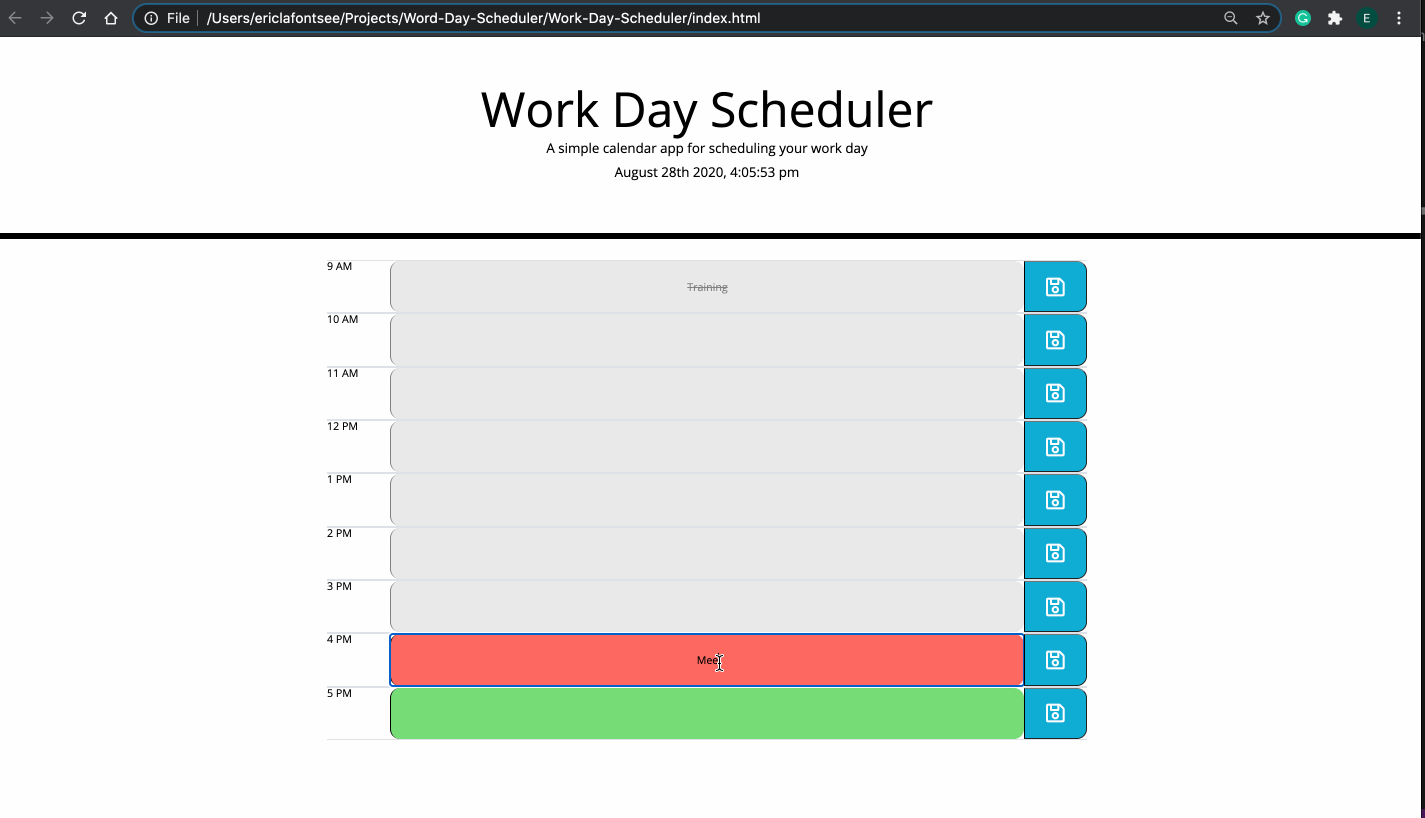 File /Users/ericlafontsee/Projects/Word-Day-Scheduler/Work-Day-Scheduler/index.html
G
E
Work Day Scheduler
A simple calendar app for scheduling your work day
August 28th 2020, 4:05:53 pm
9 AM
Training
10 AM
11 AM
12 PM
1 PM
2 PM
3 PM
4 PM
Mee
5 PM